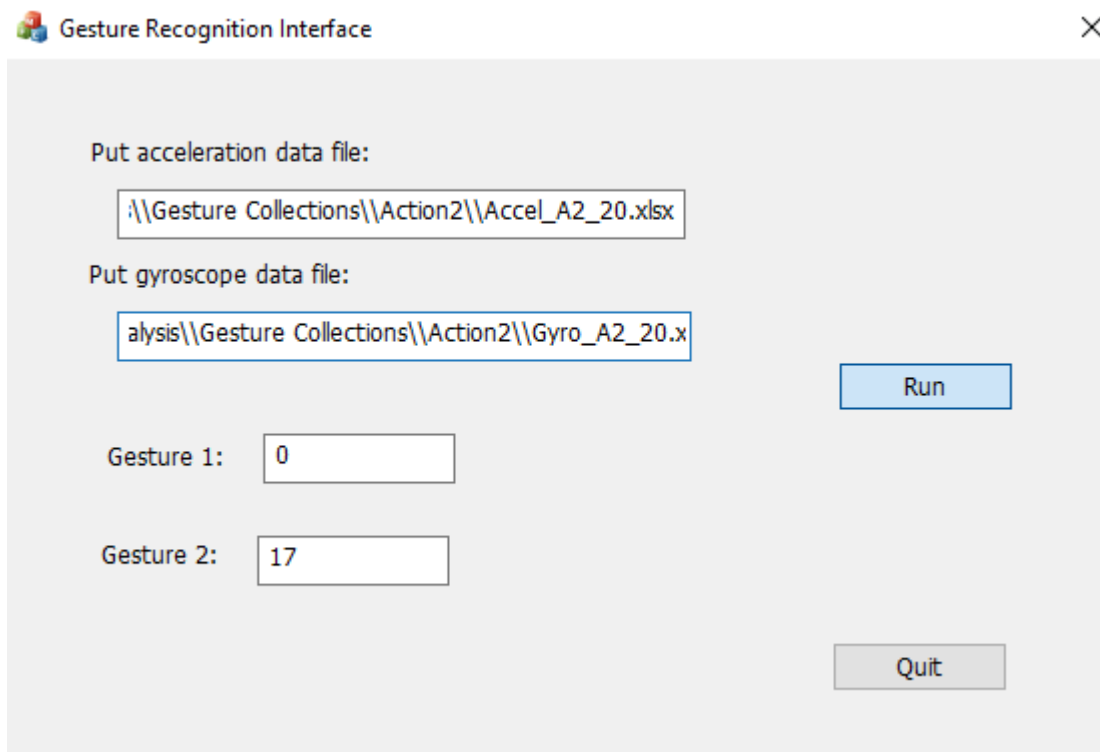 Gesture Recognition Interface
Put acceleration data file:
\\Gesture Collections\\Action2\\Accel_A2_20.xlsx
Put gyroscope data file:
alysis\\Gesture Collections\\Action2\\Gyro_A2_20.x
Run
Gesture 1: 0
Gesture 2: 17
Quit